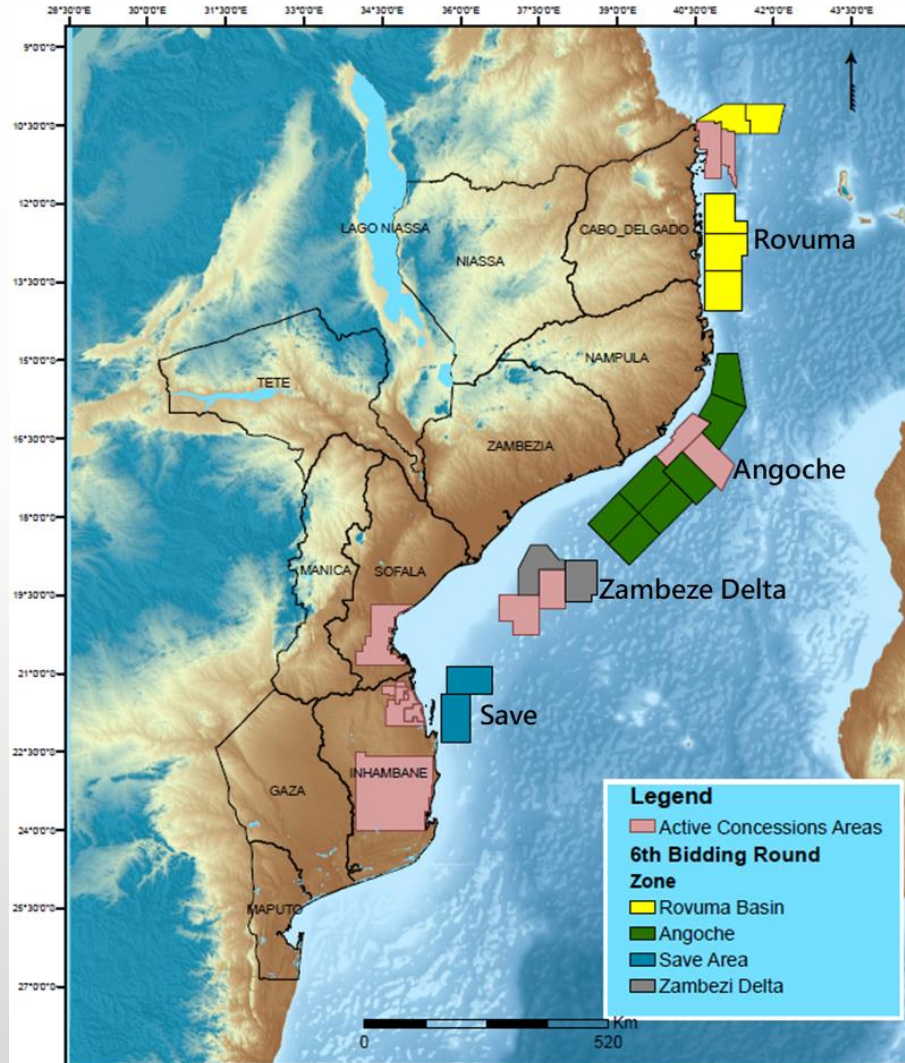 28°30'0"E 30°0'0"E 31°30'0"E 33°0'0"E 34°30'0"E 36°0'0"E 37°30'0"E 39°0'0"E 40°30'0"E 42°0'0"E 43°30'0"E
9°0'0"S
10°30'0"S
12°0'0"S
13°30'0"S
15°0'0"S
16°30'0"S
18°0'0"S
19°30'0"S
21°0'0"S
22°30'0"S
24°0'0"S
25°30'0"S
27°0'0"S
LAGO NIASSA
CABO_DELGADO
Rovuma
NIASSA
NAMPULA
TETE
ZAMBEZIA
Angoche
MANICA
SOFALA
Zambeze Delta
Save
INHAMBANE
GAZA
MAPUTO
Legend
Active Concessions Areas
6th Bidding Round
Zone
Rovuma Basin
Angoche
Save Area
Zambezi Delta
Km
0 520